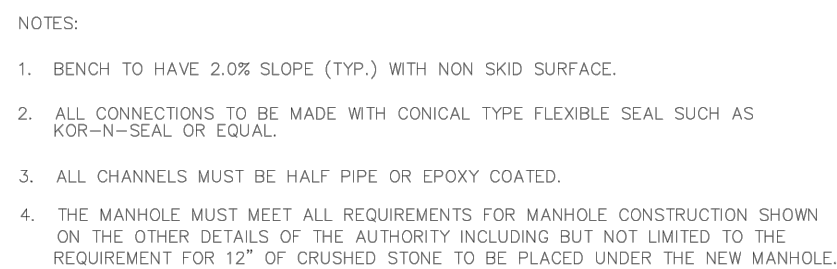 NOTES:
1. BENCH TO HAVE 2.0% SLOPE (TYP.) WITH NON SKID SURFACE.
2. ALL CONNECTIONS TO BE MADE WITH CONICAL TYPE FLEXIBLE SEAL SUCH AS
KOR-N-SEAL OR EQUAL.
3. ALL CHANNELS MUST BE HALF PIPE OR EPOXY COATED.
4. THE MANHOLE MUST MEET ALL REQUIREMENTS FOR MANHOLE CONSTRUCTION SHOWN
ON THE OTHER DETAILS OF THE AUTHORITY INCLUDING BUT NOT LIMITED TO THE
REQUIREMENT FOR 12" OF CRUSHED STONE TO BE PLACED UNDER THE NEW MANHOLE.